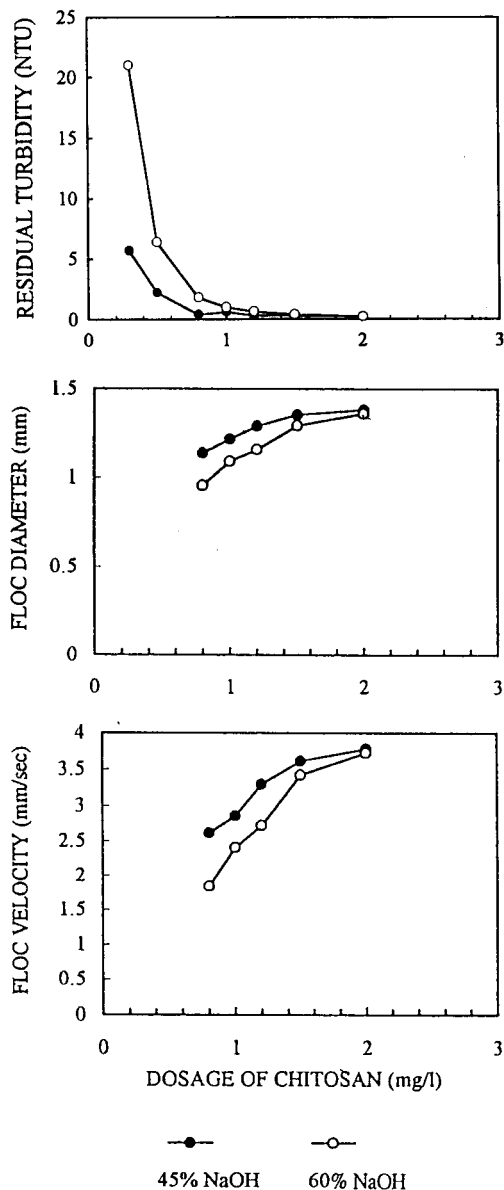 25
20
15
10
5
0
RESIDUAL TURBIDITY (NTU)
0 1 2 3
1.5
1
0.5
0
FLOC DIAMETER (mm)
0 1 2 3
4
3.5
3
2.5
2
1.5
1
0.5
0
FLOC VELOCITY (mm/sec)
0 1 2 3
DOSAGE OF CHITOSAN (mg/l)
45% NaOH 60% NaOH